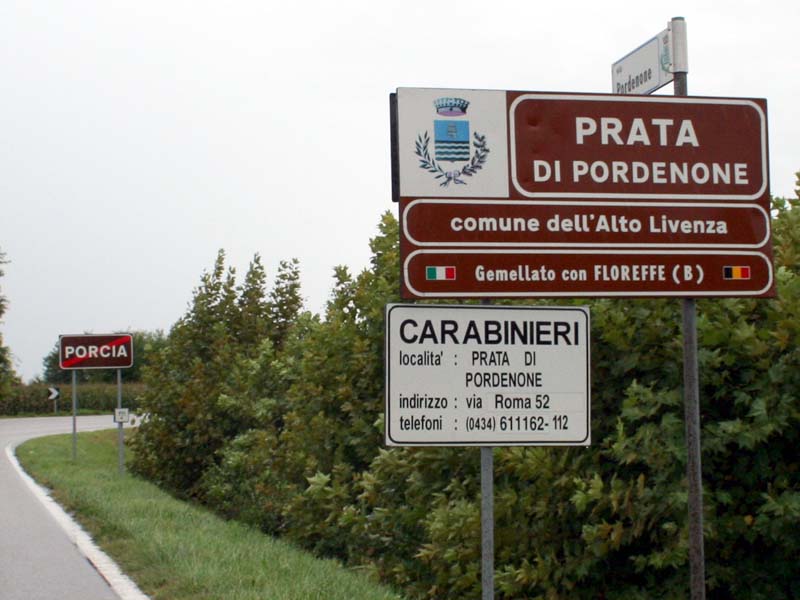 via
Pordenone
PRATA
DI PORDENONE
comune dell'Alto Livenza
Gemellato con FLOREFFE (B)
CARABINIERI
localita' : PRATA DI
PORDENONE
indirizzo : via Roma 52
telefoni : (0434) 611162-112
PORCIA